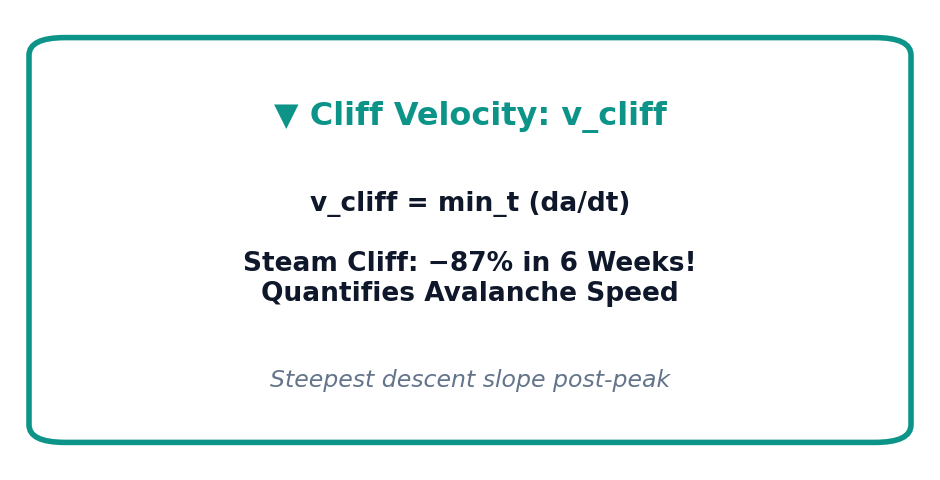 ▼ Cliff Velocity: v_cliff
v_cliff = min_t (da/dt)
Steam Cliff: −87% in 6 Weeks!
Quantifies Avalanche Speed
Steepest descent slope post-peak